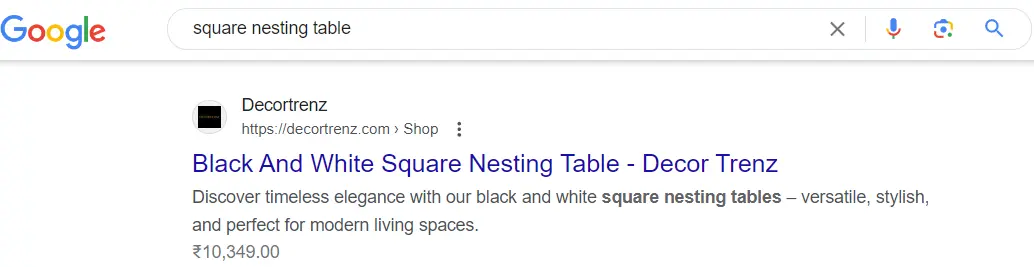 Google
square nesting table
Decortrenz
https://decortrenz.com › Shop
Black And White Square Nesting Table - Decor Trenz
Discover timeless elegance with our black and white square nesting tables – versatile, stylish,
and perfect for modern living spaces.
₹10,349.00